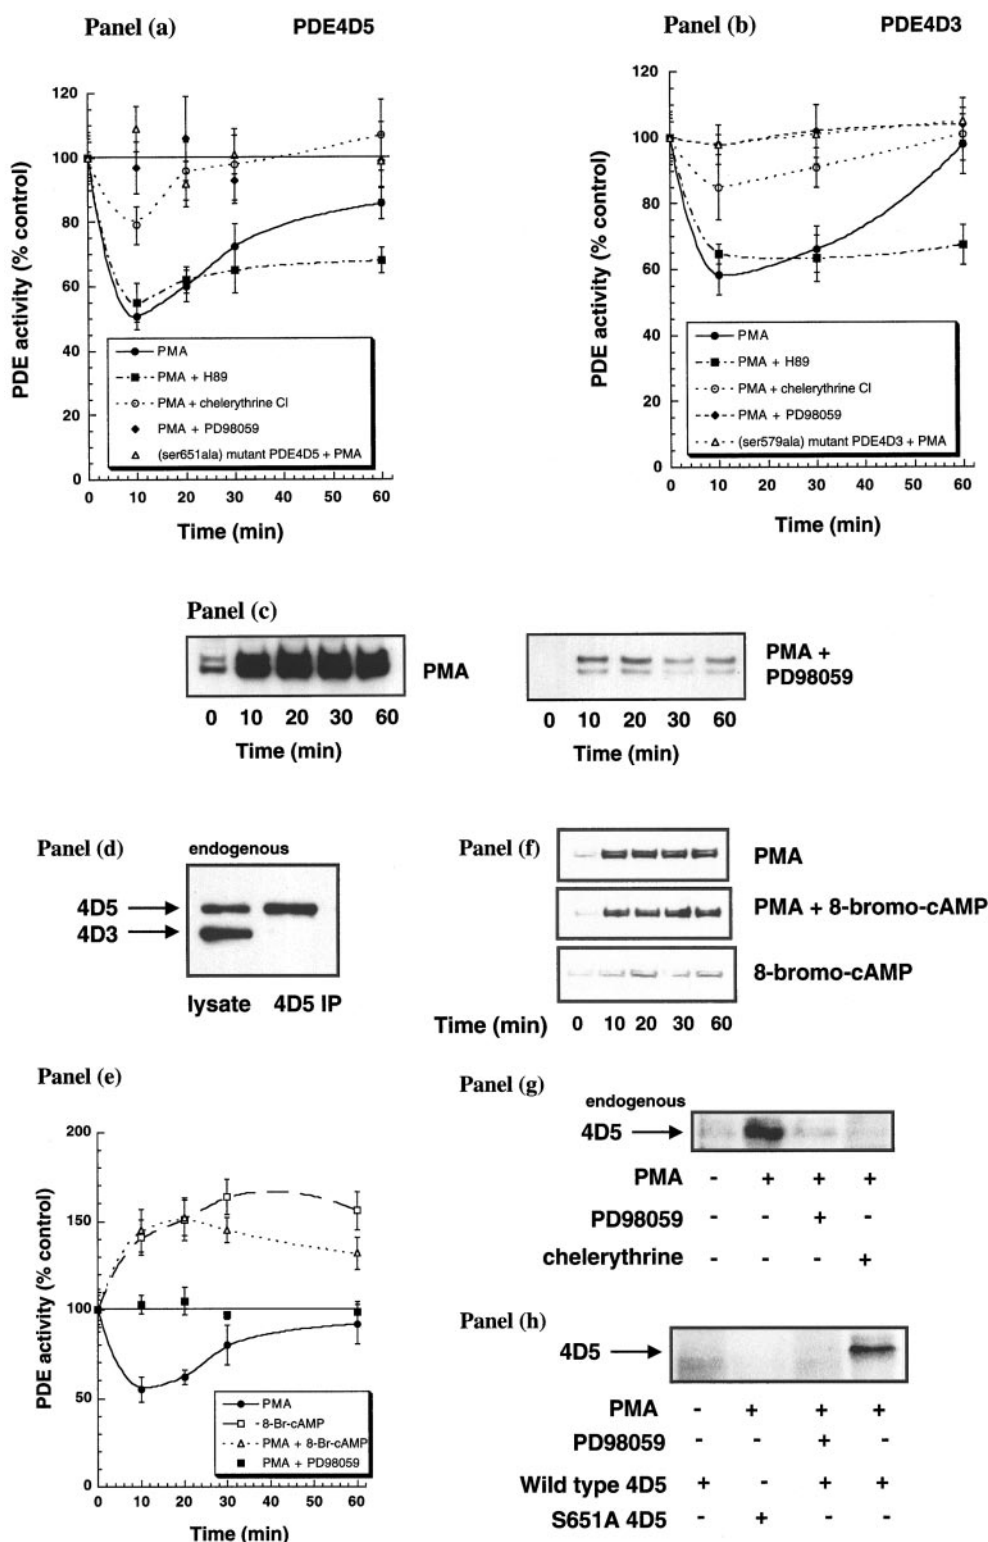 Panel (a)
PDE4D5
PDE activity (% control)
120
100
80
60
40
20
0
PMA
PMA + H89
PMA + chelerythrine Cl
PMA + PD98059
(ser651ala) mutant PDE4D5 + PMA
0 10 20 30 40 50 60
Time (min)
Panel (b)
PDE4D3
PDE activity (% control)
120
100
80
60
40
20
0
PMA
PMA + H89
PMA + chelerythrine Cl
PMA + PD98059
(ser579ala) mutant PDE4D3 + PMA
0 10 20 30 40 50 60
Time (min)
Panel (c)
PMA
0 10 20 30 60
Time (min)
PMA +
PD98059
0 10 20 30 60
Time (min)
Panel (d)
endogenous
4D5
4D3
lysate 4D5 IP
Panel (f)
PMA
PMA + 8-bromo-cAMP
8-bromo-cAMP
Time (min) 0 10 20 30 60
Panel (e)
PDE activity (% control)
200
150
100
50
0
PMA
8-Br-cAMP
PMA + 8-Br-cAMP
PMA + PD98059
0 10 20 30 40 50 60
Time (min)
Panel (g)
endogenous
4D5
PMA - + + +
PD98059 - - + -
chelerythrine - - - +
Panel (h)
4D5
PMA - + + +
PD98059 - - + -
Wild type 4D5 + - + +
S651A 4D5 - + - -